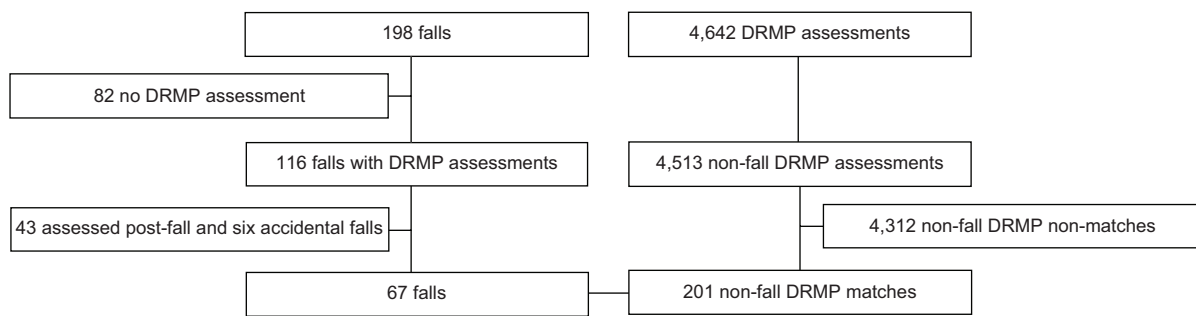 198 falls
4,642 DRMP assessments
82 no DRMP assessment
116 falls with DRMP assessments
4,513 non-fall DRMP assessments
43 assessed post-fall and six accidental falls
4,312 non-fall DRMP non-matches
67 falls
201 non-fall DRMP matches